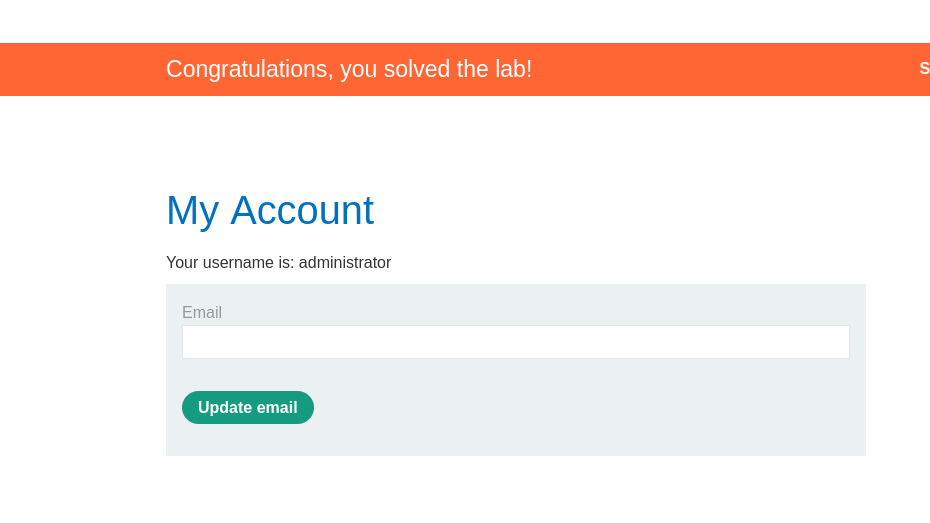 Congratulations, you solved the lab!
My Account
Your username is: administrator
Email
Update email